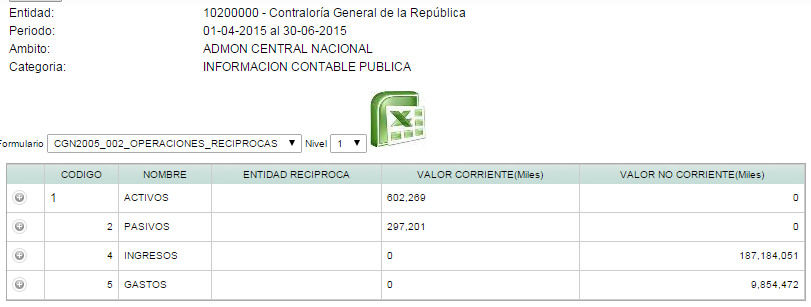 Entidad: 10200000 - Contraloría General de la República
Periodo: 01-04-2015 al 30-06-2015
Ambito: ADMON CENTRAL NACIONAL
Categoria: INFORMACION CONTABLE PUBLICA
Formulario CGN2005_002_OPERACIONES_RECIPROCAS Nivel 1
CODIGO NOMBRE ENTIDAD RECIPROCA VALOR CORRIENTE(Miles) VALOR NO CORRIENTE(Miles)
1 ACTIVOS 602,269 0
2 PASIVOS 297,201 0
4 INGRESOS 0 187,184,051
5 GASTOS 0 9,854,472